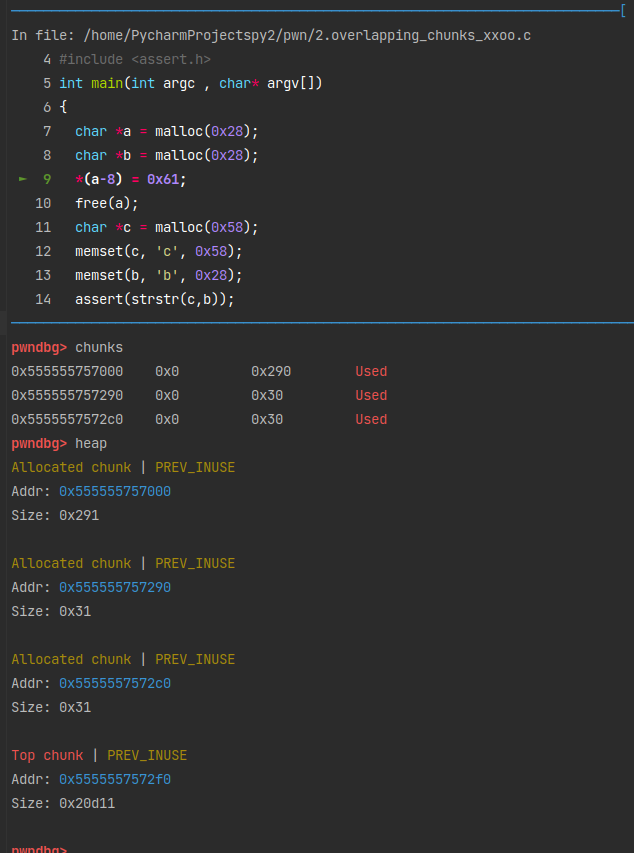 [
In file: /home/PycharmProjectspy2/pwn/2.overlapping_chunks_xxoo.c
4 #include <assert.h>
5 int main(int argc , char* argv[])
6 {
7   char *a = malloc(0x28);
8   char *b = malloc(0x28);
► 9   *(a-8) = 0x61;
10   free(a);
11   char *c = malloc(0x58);
12   memset(c, 'c', 0x58);
13   memset(b, 'b', 0x28);
14   assert(strstr(c,b));
pwndbg> chunks
0x555555757000    0x0    0x290    Used
0x555555757290    0x0    0x30    Used
0x5555557572c0    0x0    0x30    Used
pwndbg> heap
Allocated chunk | PREV_INUSE
Addr: 0x555555757000
Size: 0x291
Allocated chunk | PREV_INUSE
Addr: 0x555555757290
Size: 0x31
Allocated chunk | PREV_INUSE
Addr: 0x5555557572c0
Size: 0x31
Top chunk | PREV_INUSE
Addr: 0x5555557572f0
Size: 0x20d11
pwndbg>